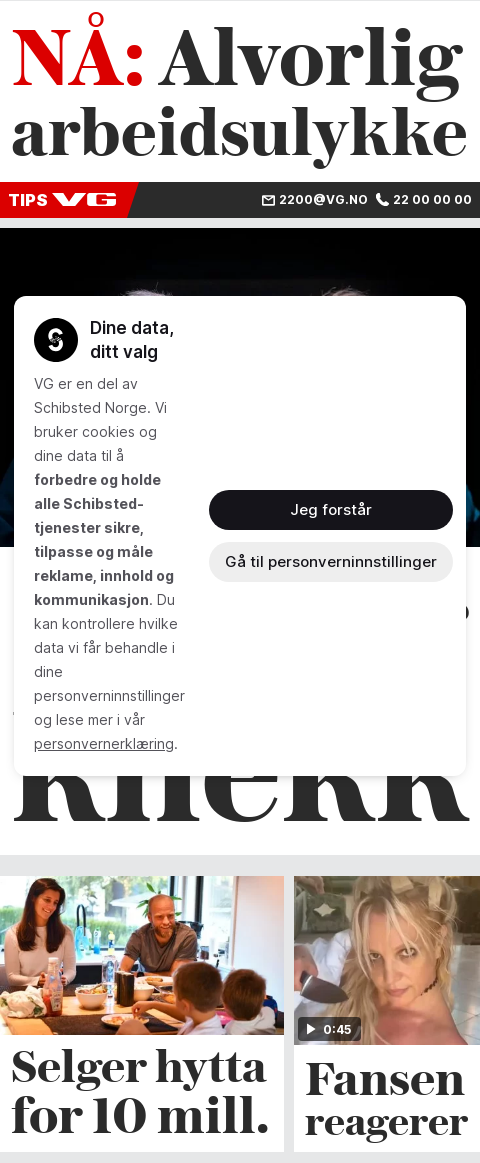 NÅ: Alvorlig
arbeidsulykke
TIPS VG
2200@VG.NO 22 00 00 00
Dine data,
ditt valg
VG er en del av
Schibsted Norge. Vi
bruker cookies og
dine data til å
forbedre og holde
alle Schibsted-
tjenester sikre,
tilpasse og måle
reklame, innhold og
kommunikasjon. Du
kan kontrollere hvilke
data vi får behandle i
dine
personverninnstillinger
og lese mer i vår
personvernerklæring.
Jeg forstår
Gå til personverninnstillinger
knekk
0:45
Selger hytta
for 10 mill.
Fansen
reagerer